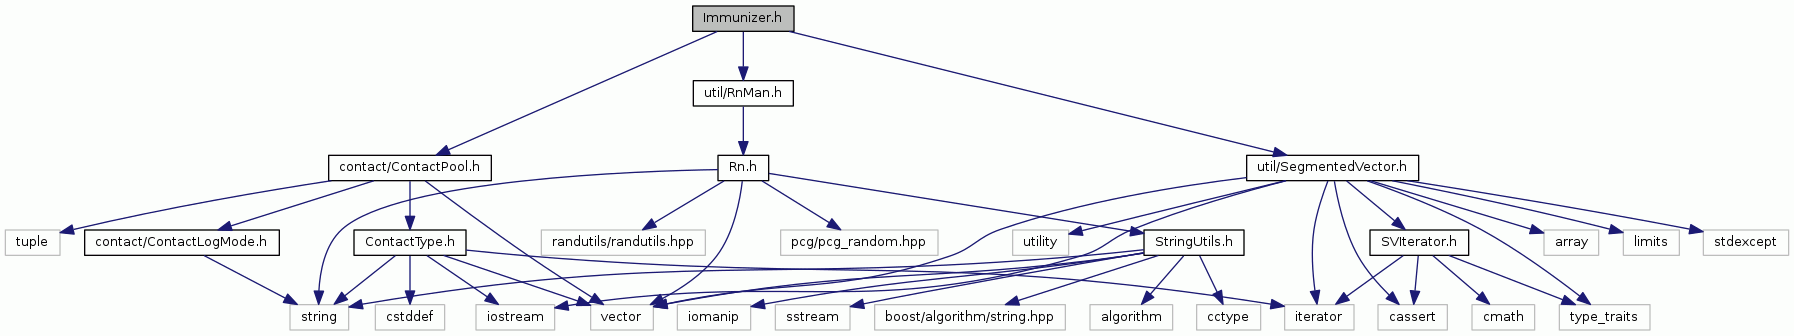 Immunizer.h
util/RnMan.h
contact/ContactPool.h
Rn.h
util/SegmentedVector.h
tuple
contact/ContactLogMode.h
ContactType.h
randutils/randutils.hpp
pcg/pcg_random.hpp
utility
StringUtils.h
SVIterator.h
array
limits
stdexcept
string
cstddef
iostream
vector
iomanip
sstream
boost/algorithm/string.hpp
algorithm
cctype
iterator
cassert
cmath
type_traits